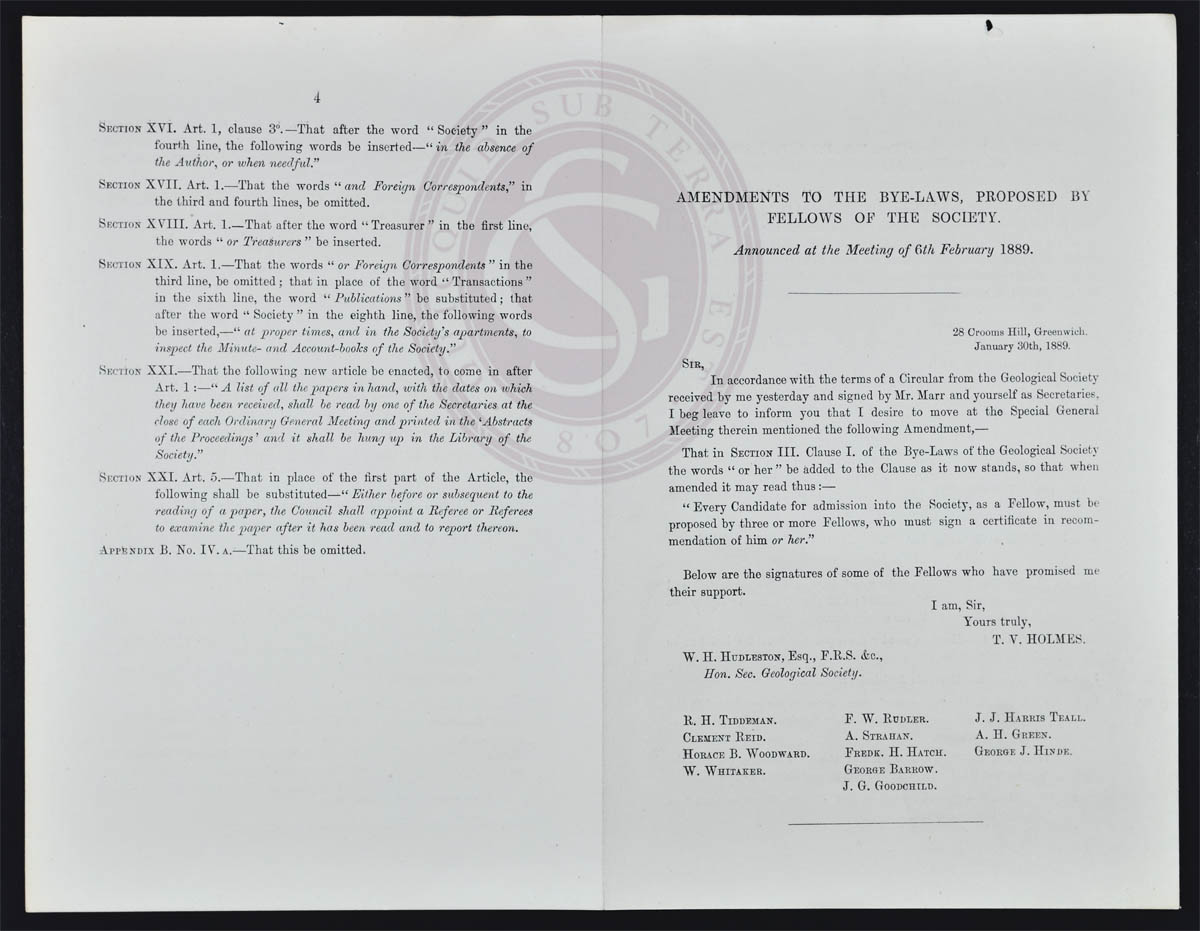 4
SECTION XVI. Art. 1, clause 3º.—That after the word “ Society ” in the
fourth line, the following words be inserted—“ in the absence of
the Author, or when needful.”
SECTION XVII. Art. 1.—That the words “ and Foreign Correspondents,” in
the third and fourth lines, be omitted.
SECTION XVIII. Art. 1.—That after the word “ Treasurer ” in the first line,
the words “ or Treasurers ” be inserted.
SECTION XIX. Art. 1.—That the words “ or Foreign Correspondents ” in the
third line, be omitted ; that in place of the word “ Transactions ”
in the sixth line, the word “ Publications ” be substituted ; that
after the word “ Society ” in the eighth line, the following words
be inserted,—“ at proper times, and in the Society's apartments, to
inspect the Minute- and Account-books of the Society.”
SECTION XXI.—That the following new article be enacted, to come in after
Art. 1 :—“ A list of all the papers in hand, with the dates on which
they have been received, shall be read by one of the Secretaries at the
close of each Ordinary General Meeting and printed in the ‘Abstracts
of the Proceedings’ and it shall be hung up in the Library of the
Society.”
SECTION XXI. Art. 5.—That in place of the first part of the Article, the
following shall be substituted—“ Either before or subsequent to the
reading of a paper, the Council shall appoint a Referee or Referees
to examine the paper after it has been read and to report thereon.
APPENDIX B. No. IV. A.—That this be omitted.
AMENDMENTS TO THE BYE-LAWS, PROPOSED BY
FELLOWS OF THE SOCIETY.
Announced at the Meeting of 6th February 1889.
28 Crooms Hill, Greenwich.
January 30th, 1889.
SIR,
In accordance with the terms of a Circular from the Geological Society
received by me yesterday and signed by Mr. Marr and yourself as Secretaries,
I beg leave to inform you that I desire to move at the Special General
Meeting therein mentioned the following Amendment,—
That in SECTION III. Clause I. of the Bye-Laws of the Geological Society
the words “ or her ” be added to the Clause as it now stands, so that when
amended it may read thus :—
“ Every Candidate for admission into the Society, as a Fellow, must be
proposed by three or more Fellows, who must sign a certificate in recom-
mendation of him or her.”
Below are the signatures of some of the Fellows who have promised me
their support.
I am, Sir,
Yours truly,
T. V. HOLMES.
W. H. HUDLESTON, Esq., F.R.S. &c.,
Hon. Sec. Geological Society.
R. H. TIDDEMAN.
CLEMENT REID.
HORACE B. WOODWARD.
W. WHITAKER.
F. W. RUDLER.
A. STRAHAN.
FREDK. H. HATCH.
GEORGE BARROW.
J. G. GOODCHILD.
J. J. HARRIS TEALL.
A. H. GREEN.
GEORGE J. HINDE.
QUICQUID SUB TERRA EST
1807
GS